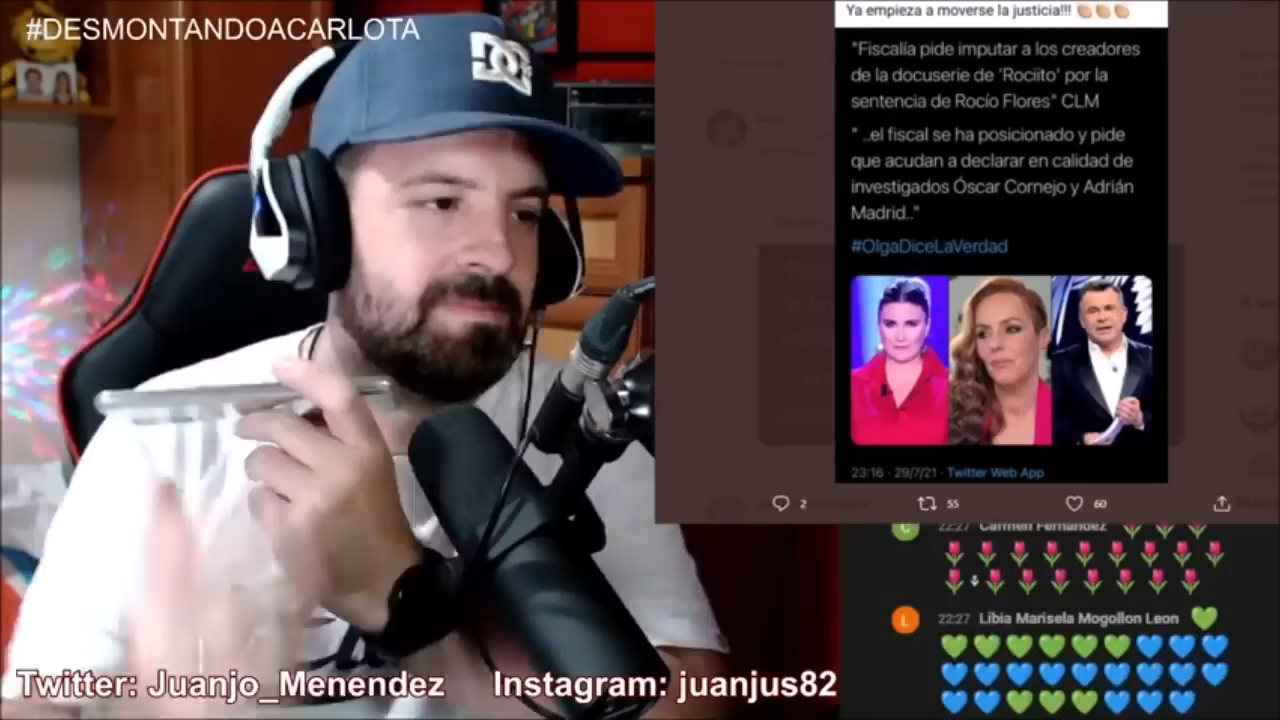 #DESMONTANDOACARLOTA
DC
Ya empieza a moverse la justicia!!! 👏🏻👏🏻👏🏻
"Fiscalía pide imputar a los creadores
de la docuserie de 'Rociito' por la
sentencia de Rocío Flores" CLM
" ..el fiscal se ha posicionado y pide
que acudan a declarar en calidad de
investigados Óscar Cornejo y Adrián
Madrid.."
#OlgaDiceLaVerdad
23:16 · 29/7/21 · Twitter Web App
2 55 60
C 22:27 Carmen Fernandez 🌷🌷🌷
🌷🌷🌷🌷🌷🌷🌷🌷🌷
🌷🌷🌷🌷🌷🌷🌷🌷
L 22:27 Libia Marisela Mogollon Leon 💚
💚💚💚💚💚💚💙💙💙
💙💙💙💙💙💙💙💙💙
💙💙💚💚💚💙💙💙
Twitter: Juanjo_Menendez Instagram: juanjus82